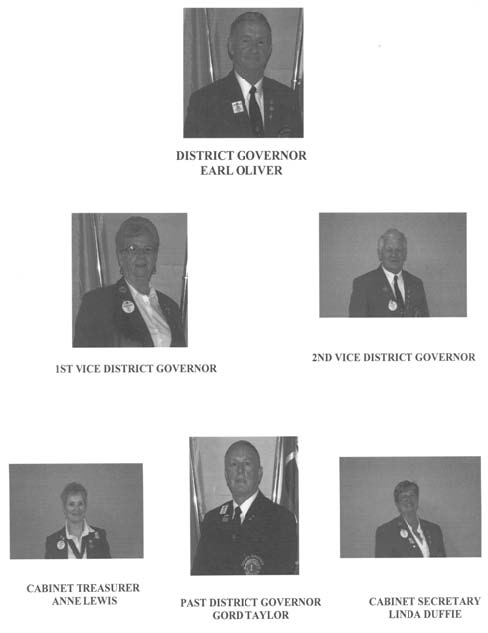 DISTRICT GOVERNOR
EARL OLIVER
1ST VICE DISTRICT GOVERNOR
2ND VICE DISTRICT GOVERNOR
CABINET TREASURER
ANNE LEWIS
PAST DISTRICT GOVERNOR
GORD TAYLOR
CABINET SECRETARY
LINDA DUFFIE